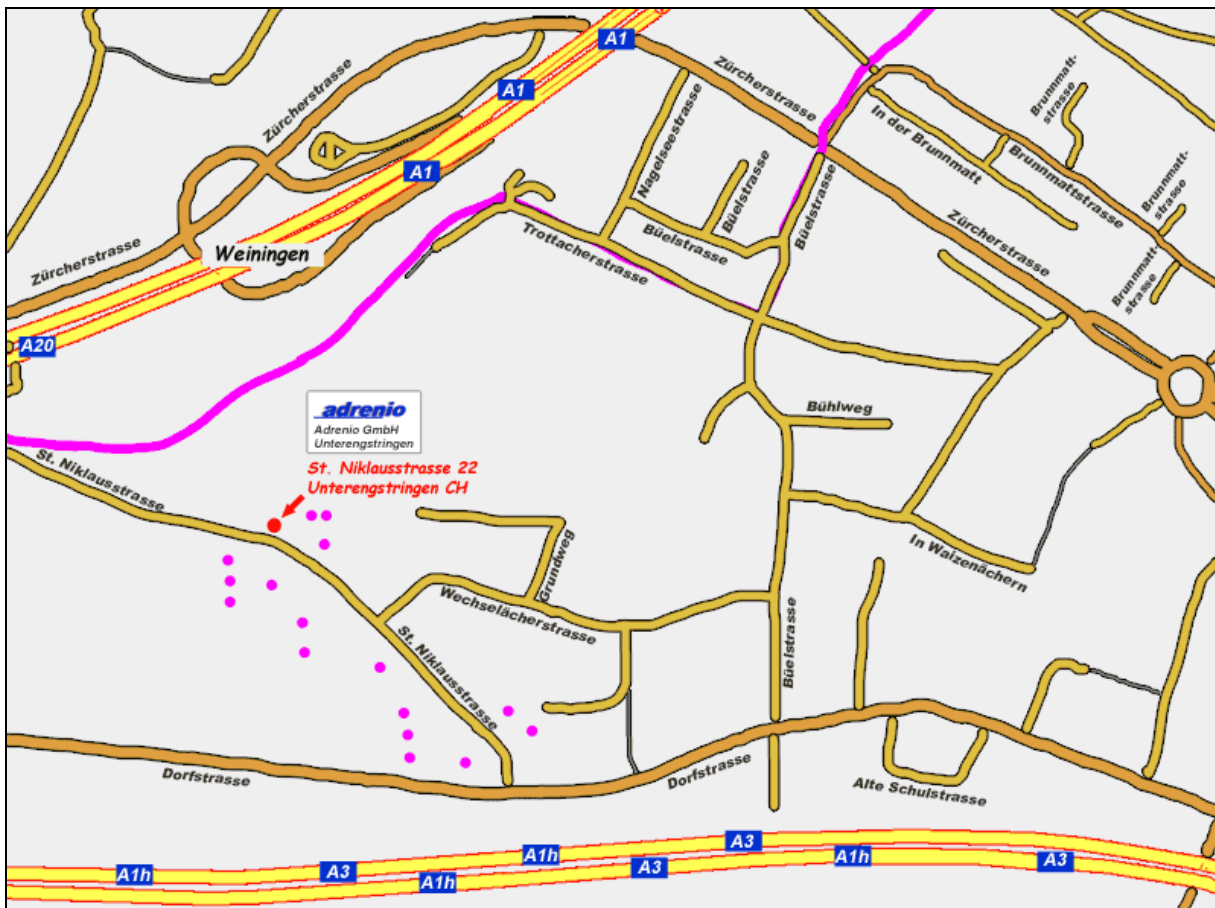 A1
Zürcherstrasse
A1
Zürcherstrasse
A1
Nagelseestrasse
Büelstrasse
Büelstrasse
Büelstrasse
In der Brunnmatt
Brunnmatt-
strasse
Brunnmattstrasse
Brunnmatt-
strasse
Brunnmatt-
strasse
Zürcherstrasse
Zürcherstrasse
Weiningen
Trottacherstrasse
A20
adrenio
Adrenio GmbH
Unterengstringen
St. Niklausstrasse 22
Unterengstringen CH
Bühlweg
St. Niklausstrasse
In Waizenächern
Grundweg
Wechselächerstrasse
St. Niklausstrasse
Büelstrasse
Dorfstrasse
Dorfstrasse
Alte Schulstrasse
A1h
A3
A1h
A1h
A3
A3
A1h
A3